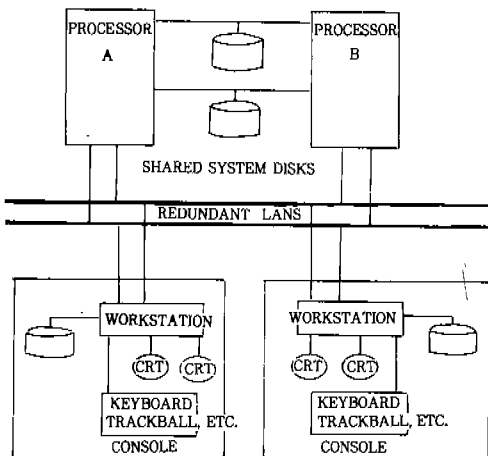 PROCESSOR
A
PROCESSOR
B
SHARED SYSTEM DISKS
REDUNDANT LANS
WORKSTATION
CRT
CRT
KEYBOARD
TRACKBALL, ETC.
CONSOLE
WORKSTATION
CRT
CRT
KEYBOARD
TRACKBALL, ETC.
CONSOLE